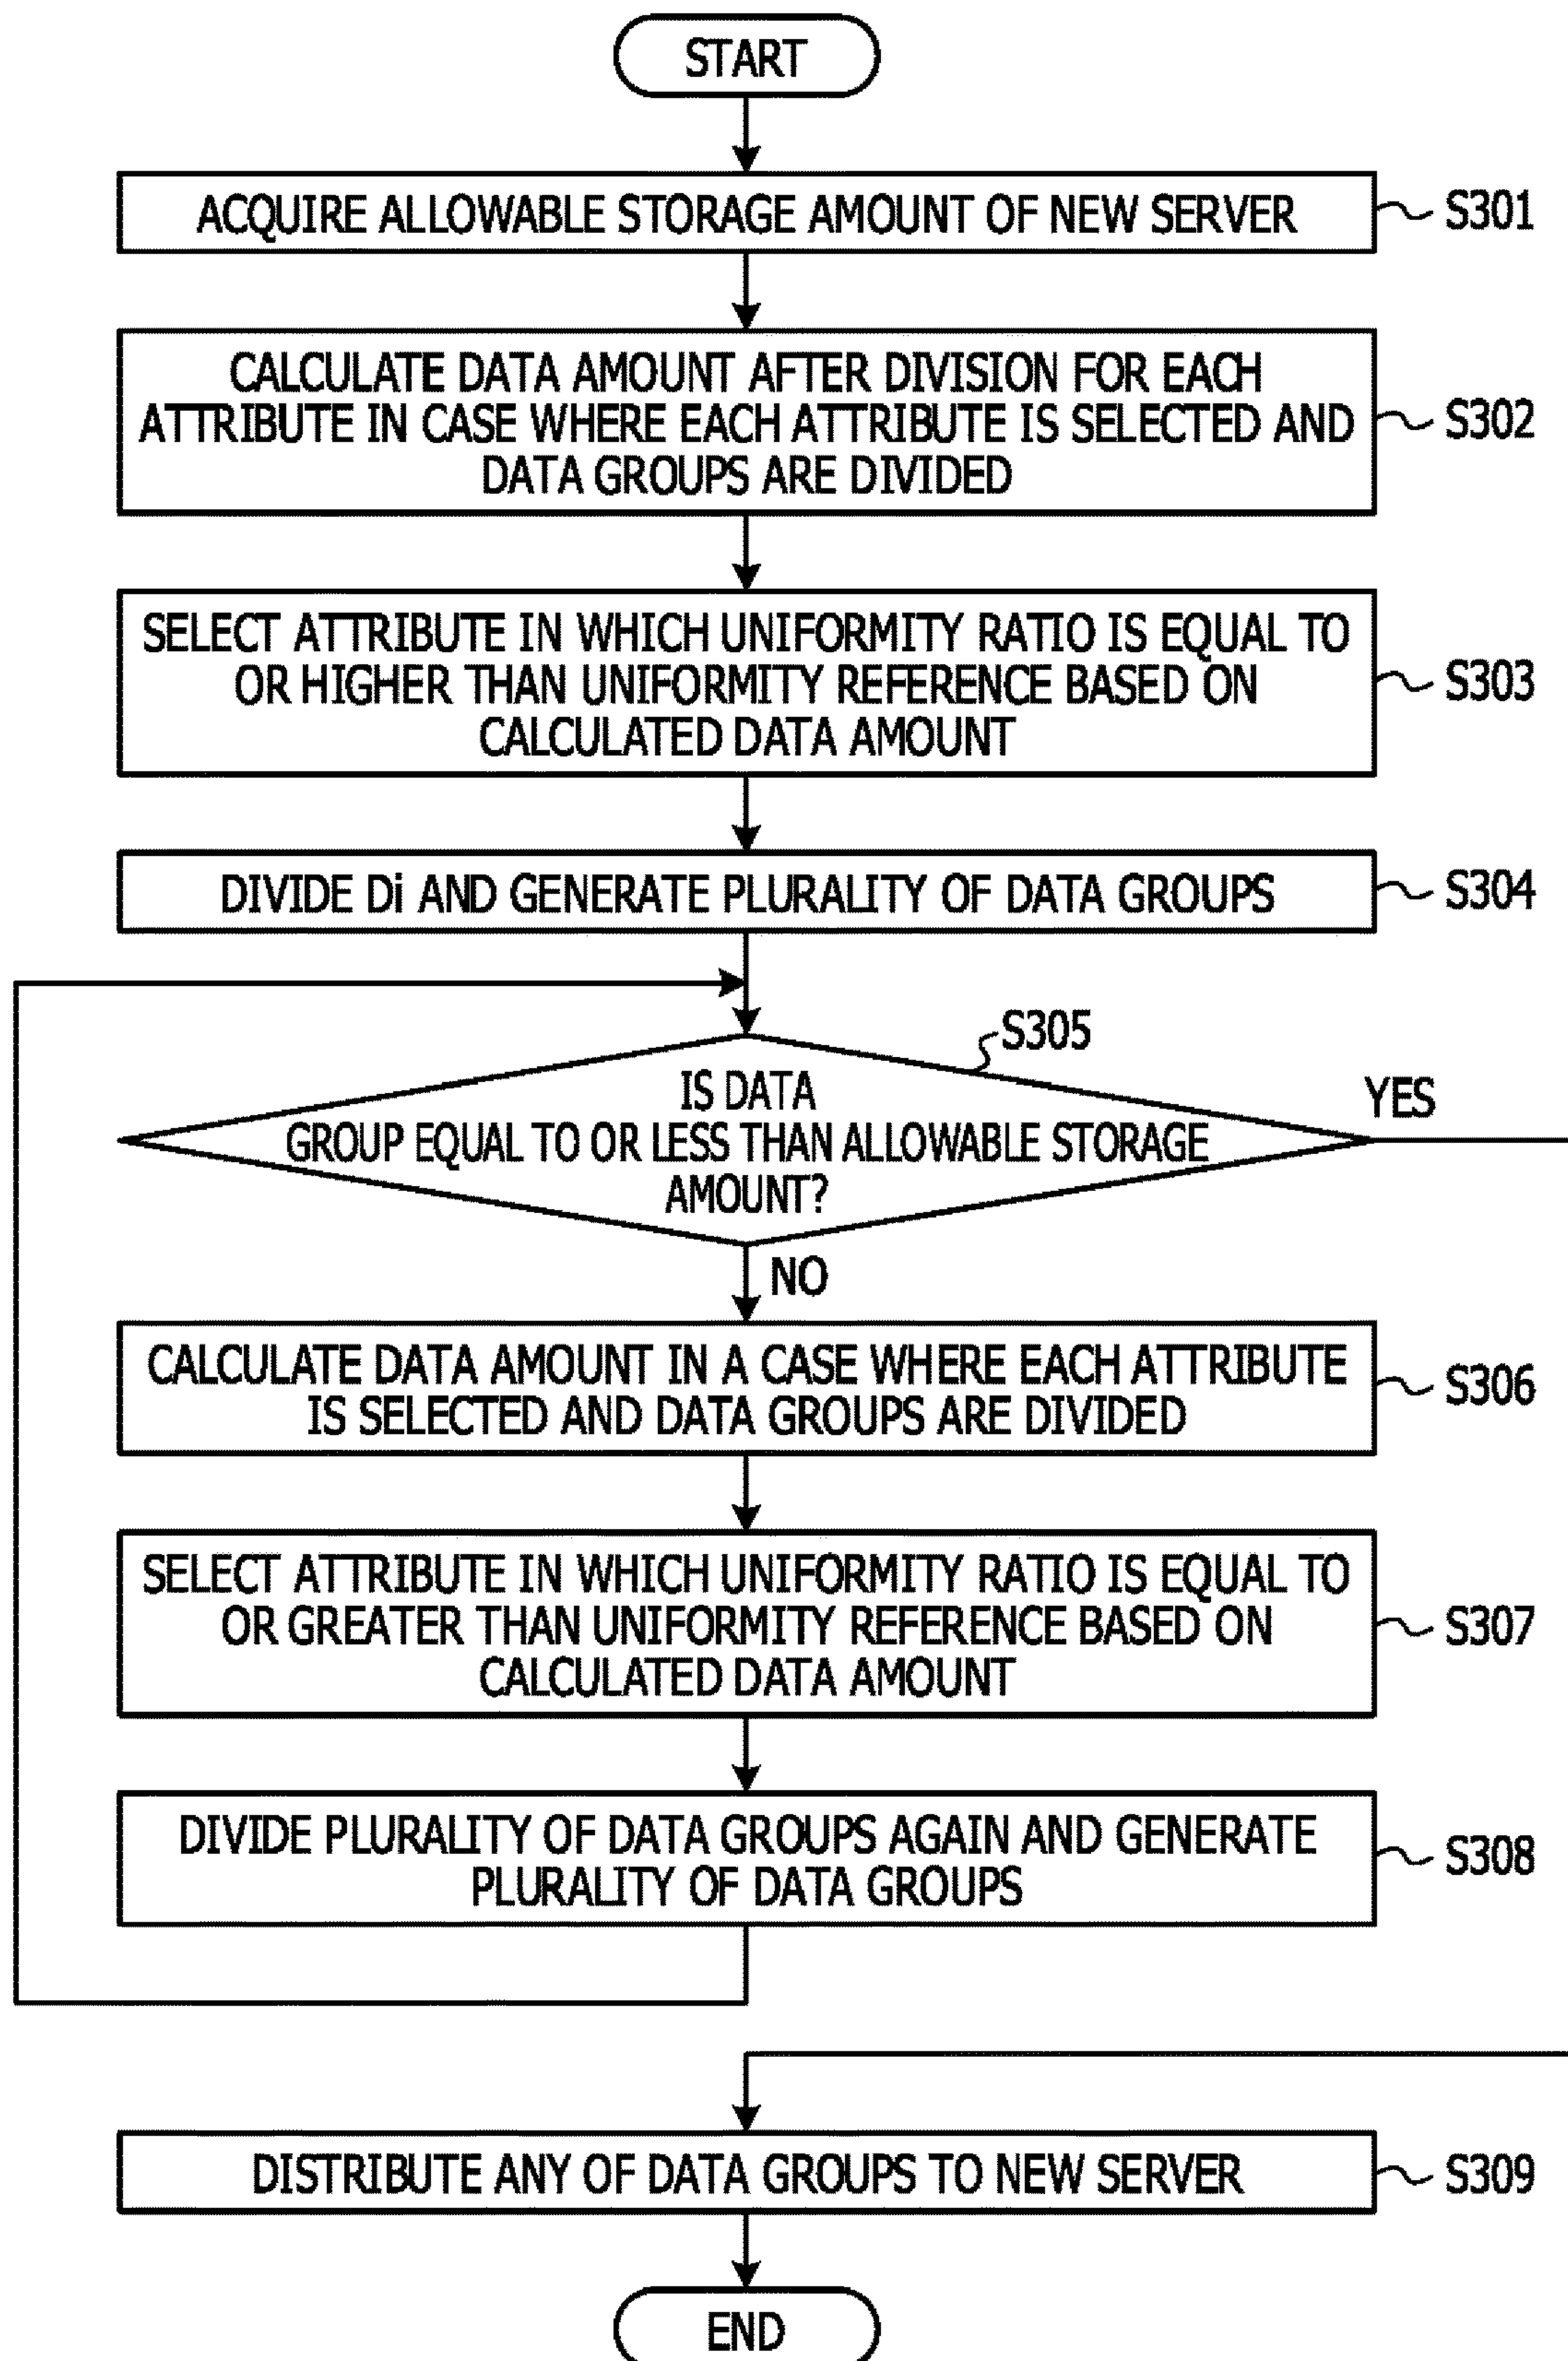 START
ACQUIRE ALLOWABLE STORAGE AMOUNT OF NEW SERVER
S301
CALCULATE DATA AMOUNT AFTER DIVISION FOR EACH
ATTRIBUTE IN CASE WHERE EACH ATTRIBUTE IS SELECTED AND
DATA GROUPS ARE DIVIDED
S302
SELECT ATTRIBUTE IN WHICH UNIFORMITY RATIO IS EQUAL TO
OR HIGHER THAN UNIFORMITY REFERENCE BASED ON
CALCULATED DATA AMOUNT
S303
DIVIDE Di AND GENERATE PLURALITY OF DATA GROUPS
S304
S305
IS DATA
GROUP EQUAL TO OR LESS THAN ALLOWABLE STORAGE
AMOUNT?
YES
NO
CALCULATE DATA AMOUNT IN A CASE WHERE EACH ATTRIBUTE
IS SELECTED AND DATA GROUPS ARE DIVIDED
S306
SELECT ATTRIBUTE IN WHICH UNIFORMITY RATIO IS EQUAL TO
OR GREATER THAN UNIFORMITY REFERENCE BASED ON
CALCULATED DATA AMOUNT
S307
DIVIDE PLURALITY OF DATA GROUPS AGAIN AND GENERATE
PLURALITY OF DATA GROUPS
S308
DISTRIBUTE ANY OF DATA GROUPS TO NEW SERVER
S309
END